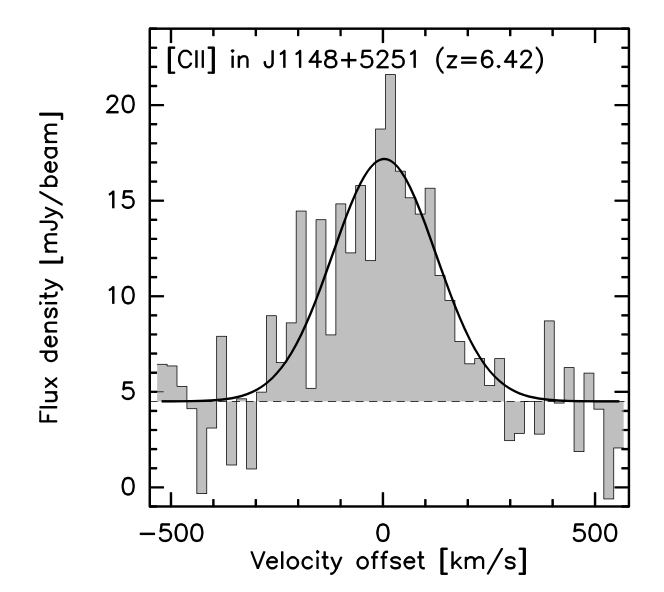 [CII] in J1148+5251 (z=6.42)
Flux density [mJy/beam]
20
15
10
5
0
−500 0 500
Velocity offset [km/s]